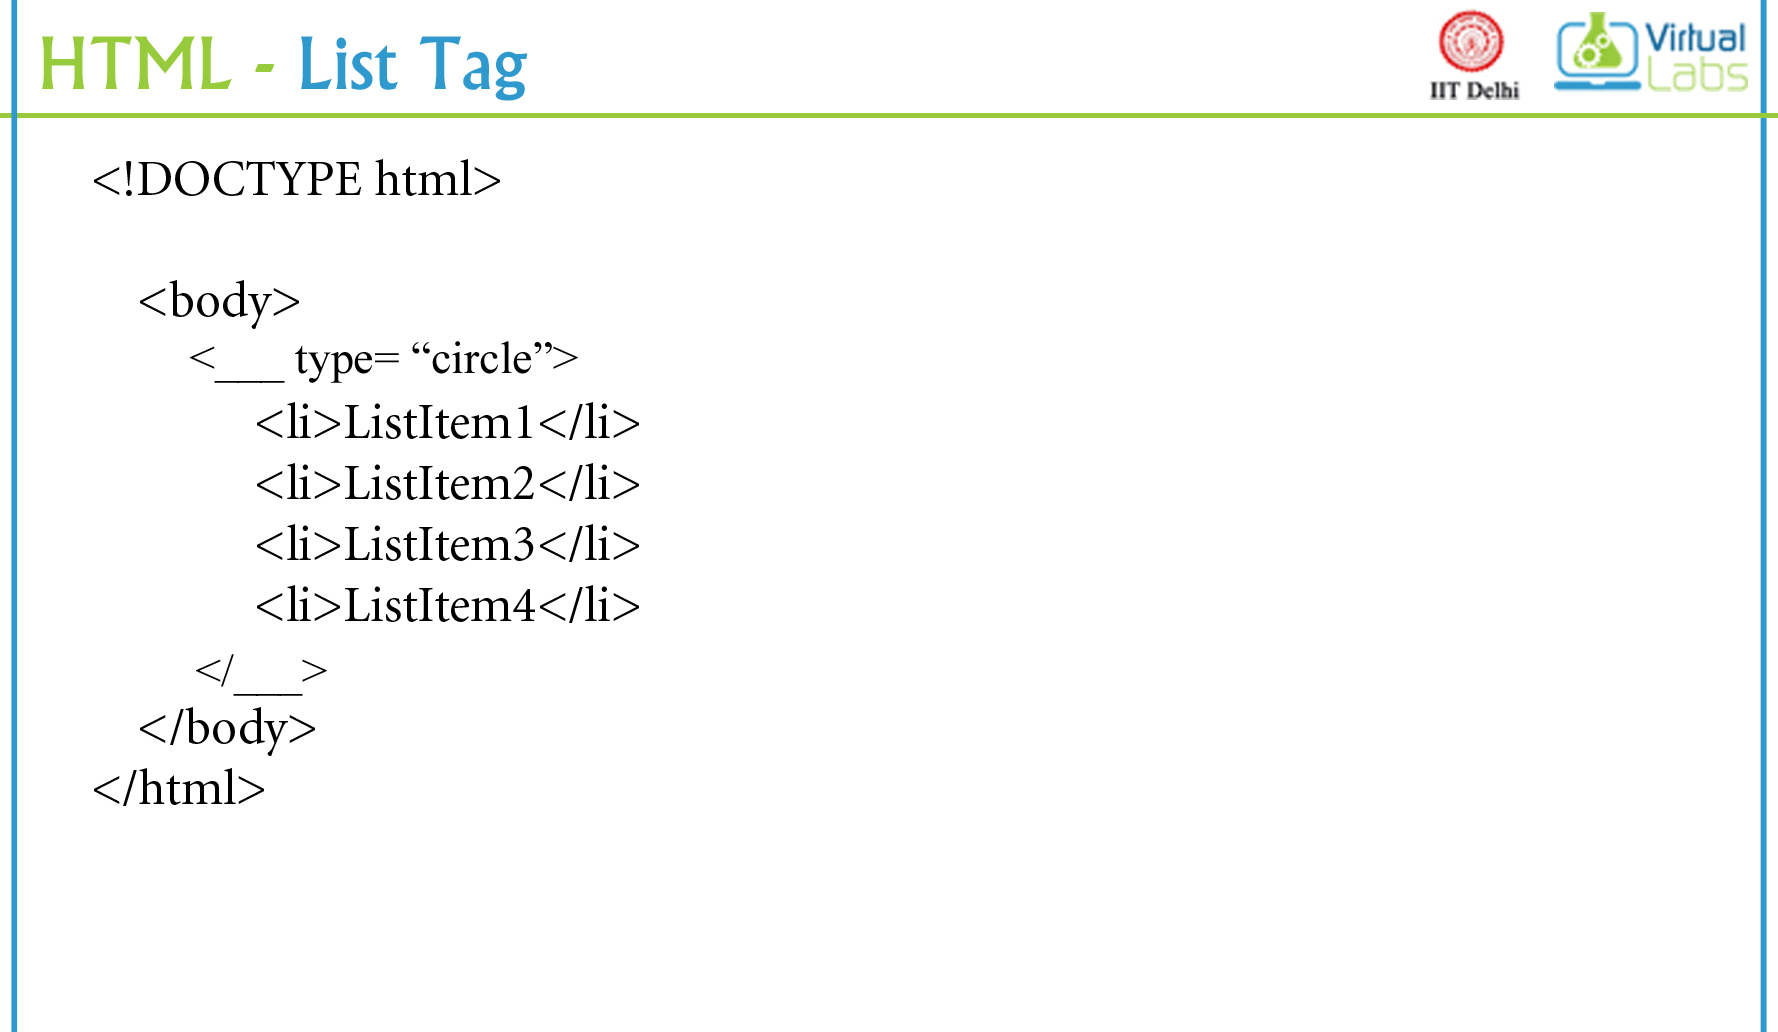 HTML - List Tag
IIT Delhi
Virtual
Labs
<!DOCTYPE html>
<body>
<___ type= “circle”>
<li>ListItem1</li>
<li>ListItem2</li>
<li>ListItem3</li>
<li>ListItem4</li>
</___>
</body>
</html>